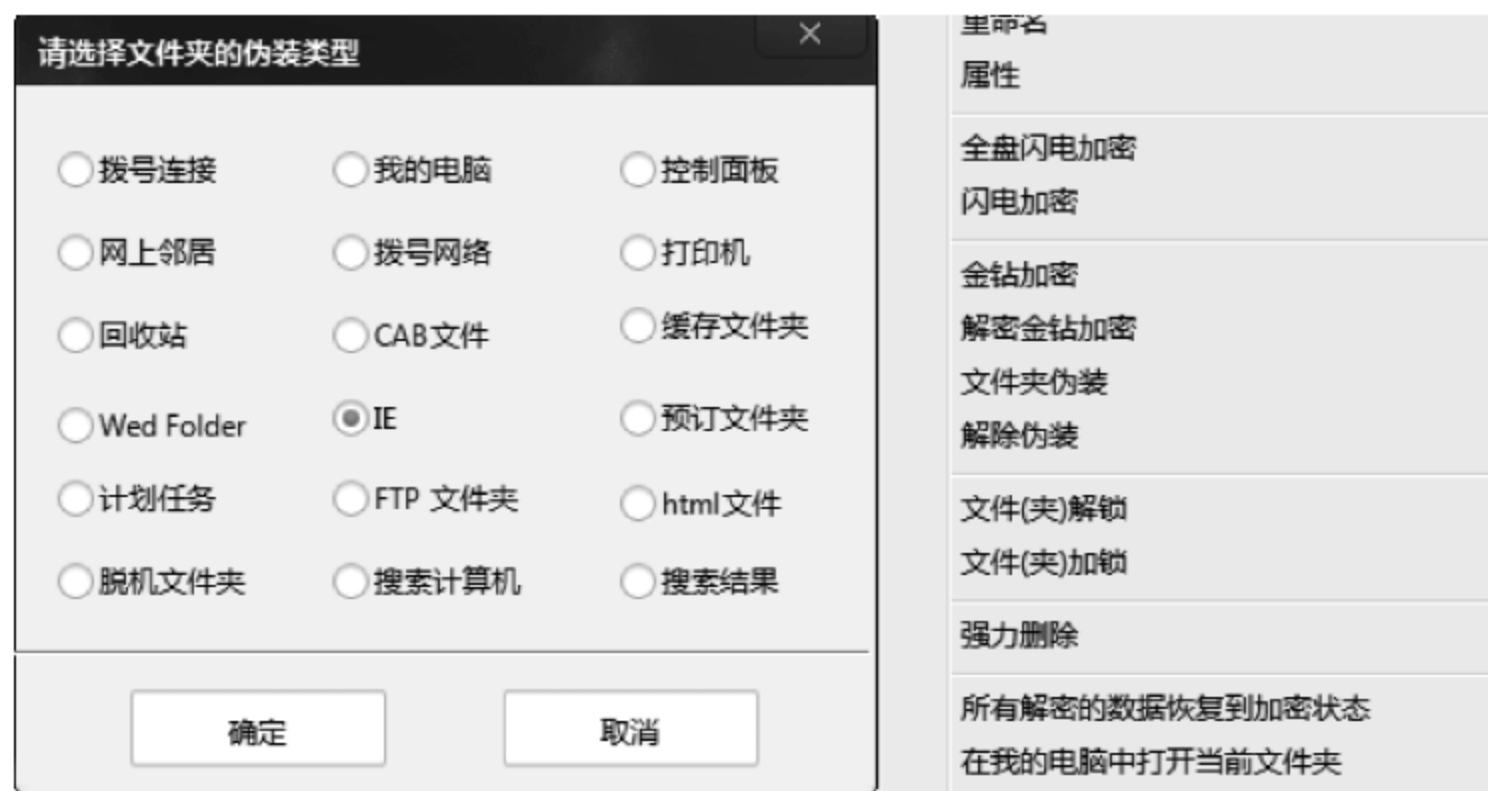 请选择文件夹的伪装类型
拨号连接 我的电脑 控制面板
网上邻居 拨号网络 打印机
回收站 CAB文件 缓存文件夹
Wed Folder IE 预订文件夹
计划任务 FTP 文件夹 html文件
脱机文件夹 搜索计算机 搜索结果
确定 取消
重命名
属性
全盘闪电加密
闪电加密
金钻加密
解密金钻加密
文件夹伪装
解除伪装
文件(夹)解锁
文件(夹)加锁
强力删除
所有解密的数据恢复到加密状态
在我的电脑中打开当前文件夹